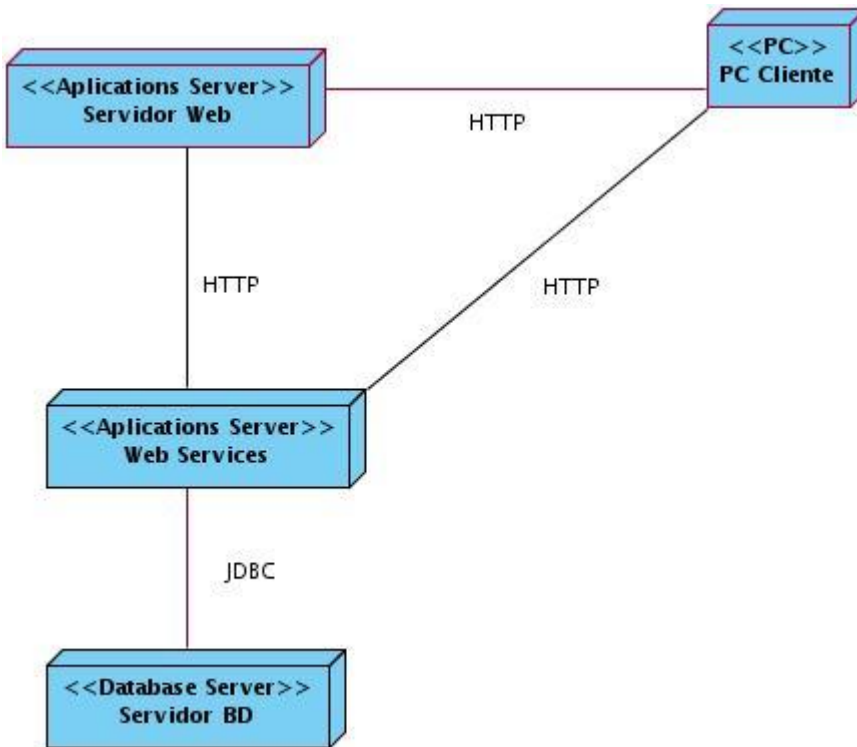 <<PC>>
PC Cliente
<<Aplications Server>>
Servidor Web
HTTP
HTTP
HTTP
<<Aplications Server>>
Web Services
JDBC
<<Database Server>>
Servidor BD